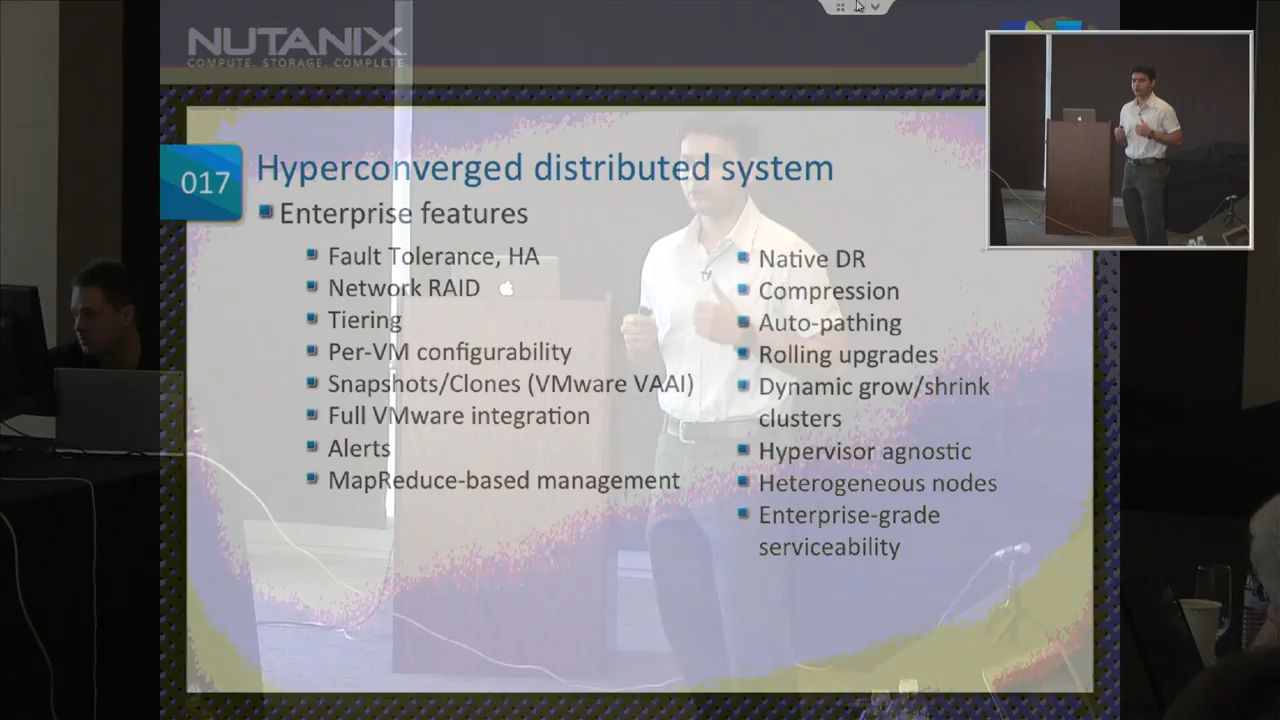 NUTANIX
COMPUTE. STORAGE. COMPLETE.
017
Hyperconverged distributed system
Enterprise features
Fault Tolerance, HA
Network RAID
Tiering
Per-VM configurability
Snapshots/Clones (VMware VAAI)
Full VMware integration
Alerts
MapReduce-based management
Native DR
Compression
Auto-pathing
Rolling upgrades
Dynamic grow/shrink
clusters
Hypervisor agnostic
Heterogeneous nodes
Enterprise-grade
serviceability